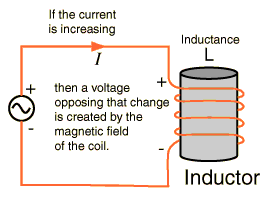 If the current
is increasing
I
Inductance
L
+
-
then a voltage
opposing that change
is created by the
magnetic field
of the coil.
+
-
Inductor